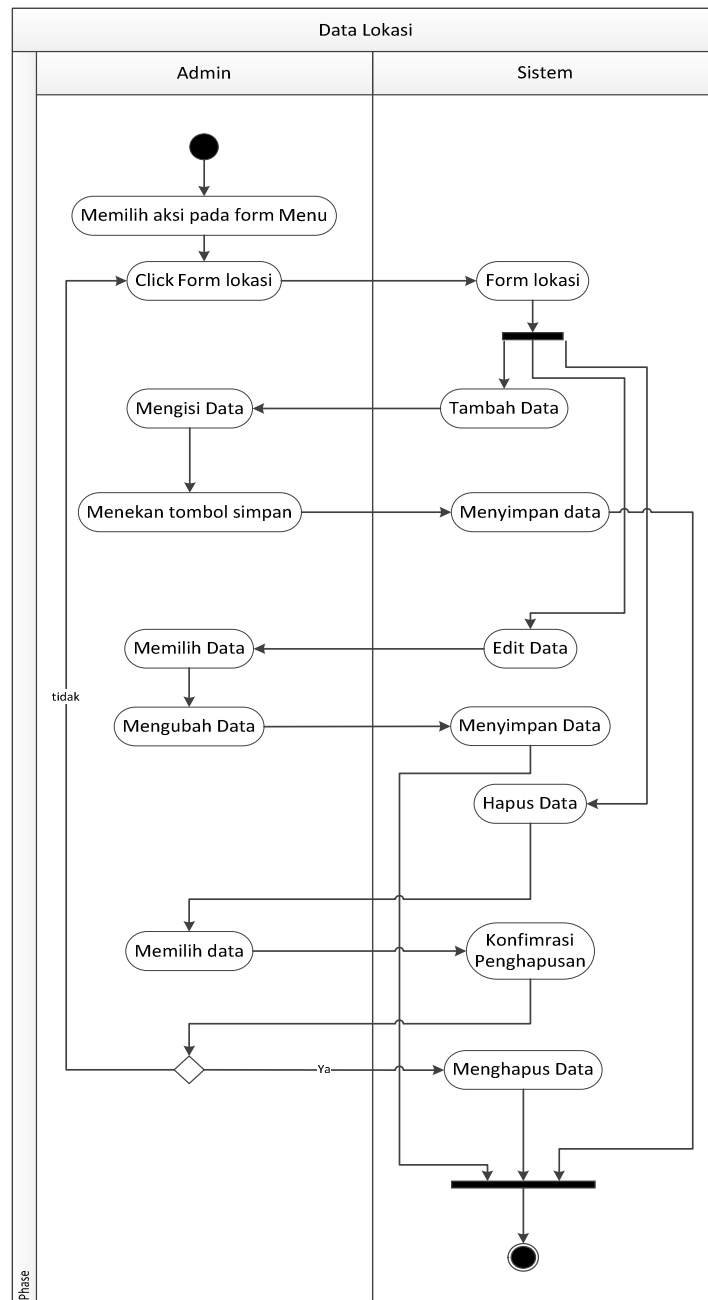 Data Lokasi
Admin
Sistem
Memilih aksi pada form Menu
Click Form lokasi
Form lokasi
Mengisi Data
Tambah Data
Menekan tombol simpan
Menyimpan data
Memilih Data
Edit Data
tidak
Mengubah Data
Menyimpan Data
Hapus Data
Memilih data
Konfimrasi
Penghapusan
Ya
Menghapus Data
Phase